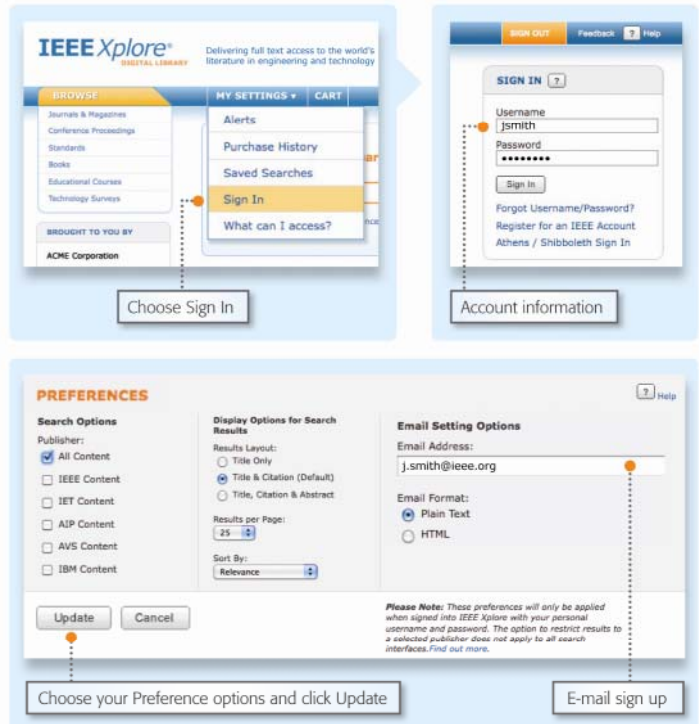 IEEE Xplore®
DIGITAL LIBRARY
Delivering full text access to the world's
literature in engineering and technology
BROWSE
MY SETTINGS ▾ CART
Journals & Magazines
Conference Proceedings
Standards
Books
Educational Courses
Technology Surveys
BROUGHT TO YOU BY
ACME Corporation
Alerts
Purchase History
Saved Searches
Sign In
What can I access?
Choose Sign In
SIGN OUT Feedback ? Help
SIGN IN ?
Username
jsmith
Password
••••••••
Sign In
Forgot Username/Password?
Register for an IEEE Account
Athens / Shibboleth Sign In
Account information
PREFERENCES
? Help
Search Options
Publisher:
All Content
IEEE Content
IET Content
AIP Content
AVS Content
IBM Content
Display Options for Search
Results
Results Layout:
Title Only
Title & Citation (Default)
Title, Citation & Abstract
Results per Page:
25
Sort By:
Relevance
Email Setting Options
Email Address:
j.smith@ieee.org
Email Format:
Plain Text
HTML
Update Cancel
Please Note: These preferences will only be applied
when signed into IEEE Xplore with your personal
username and password. The option to restrict results to
a selected publisher does not apply to all search
interfaces.Find out more.
Choose your Preference options and click Update
E-mail sign up